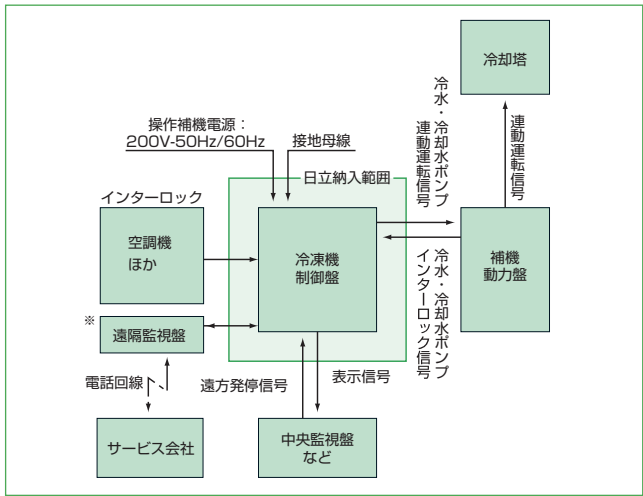 冷却塔
操作補機電源：
200V-50Hz/60Hz
接地母線
冷水・冷却水ポンプ
連動運転信号
連動運転信号
日立納入範囲
インターロック
空調機
ほか
冷凍機
制御盤
補機
動力盤
冷水・冷却水ポンプ
インターロック信号
※
遠隔監視盤
電話回線
遠方発停信号
表示信号
サービス会社
中央監視盤
など